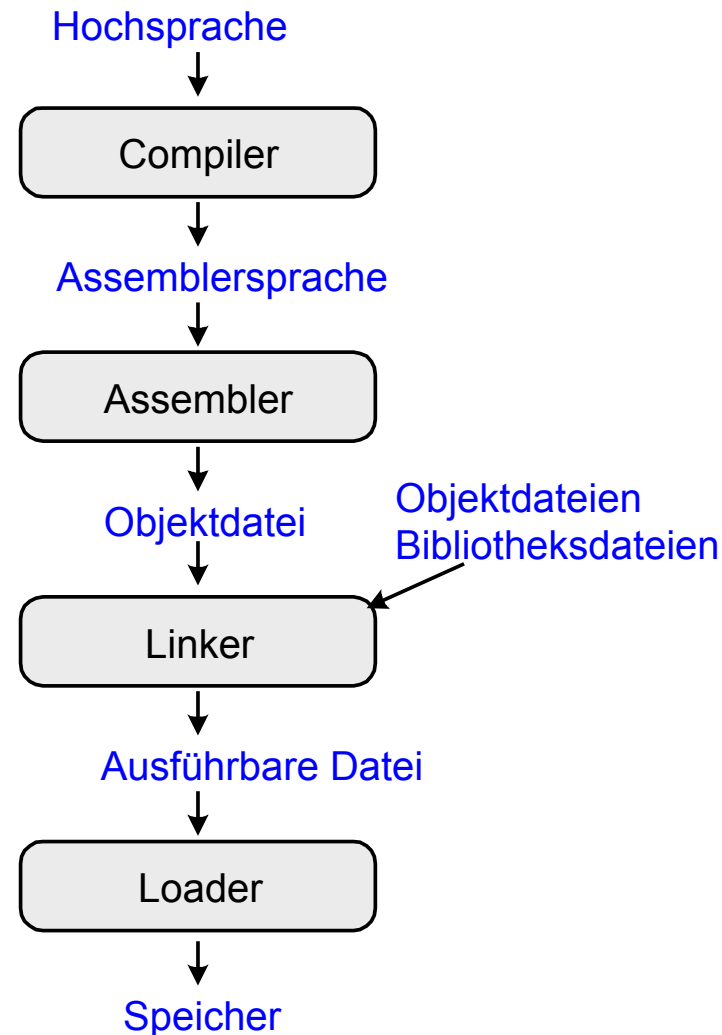 Hochsprache
Compiler
Assemblersprache
Assembler
Objektdatei
Objektdateien
Bibliotheksdateien
Linker
Ausführbare Datei
Loader
Speicher